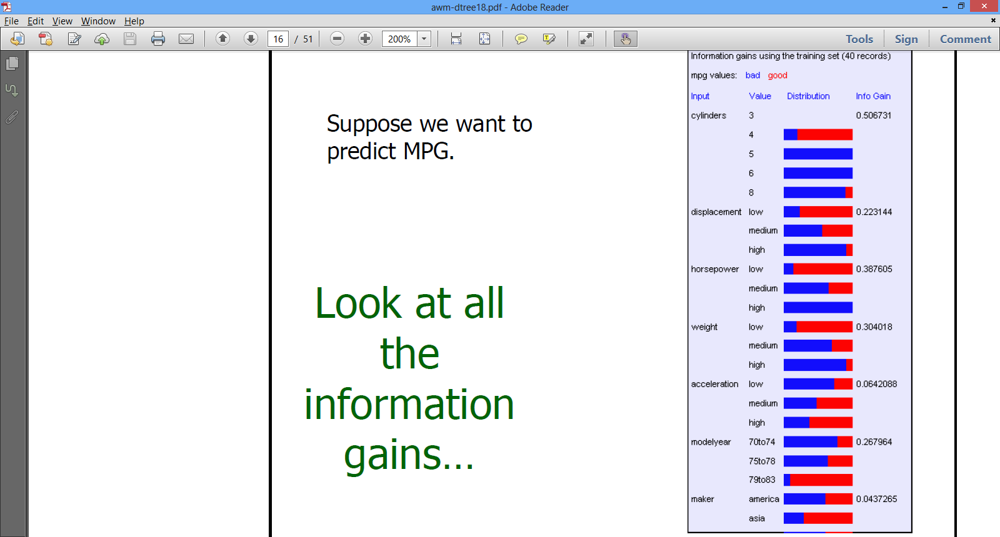 awm-dtree18.pdf - Adobe Reader
File Edit View Window Help
16 / 51 200% Tools Sign Comment
Suppose we want to
predict MPG.
Look at all
the
information
gains...
Information gains using the training set (40 records)
mpg values: bad good
Input Value Distribution Info Gain
cylinders 3 0.506731
4
5
6
8
displacement low 0.223144
medium
high
horsepower low 0.387605
medium
high
weight low 0.304018
medium
high
acceleration low 0.0642088
medium
high
modelyear 70to74 0.267964
75to78
79to83
maker america 0.0437265
asia